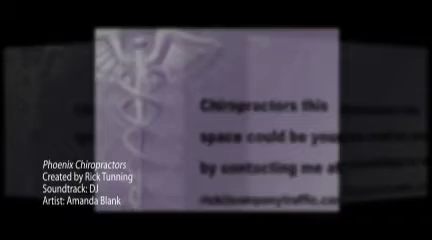 Chiropractors this
space could be
by contacting me at
Phoenix Chiropractors
Created by Rick Tunning
Soundtrack: DJ
Artist: Amanda Blank